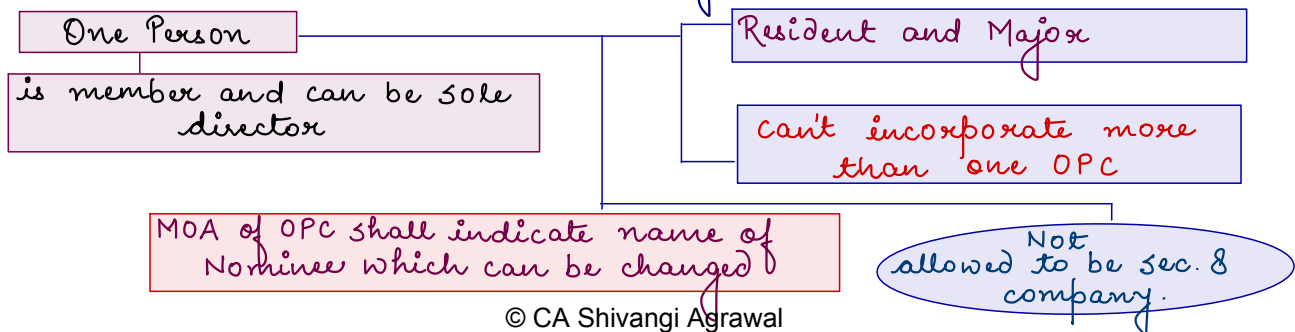 One Person
is member and can be sole
director
Resident and Major
can't incorporate more
than one OPC
MOA of OPC shall indicate name of
Nominee which can be changed
Not
allowed to be sec. 8
company.
© CA Shivangi Agrawal